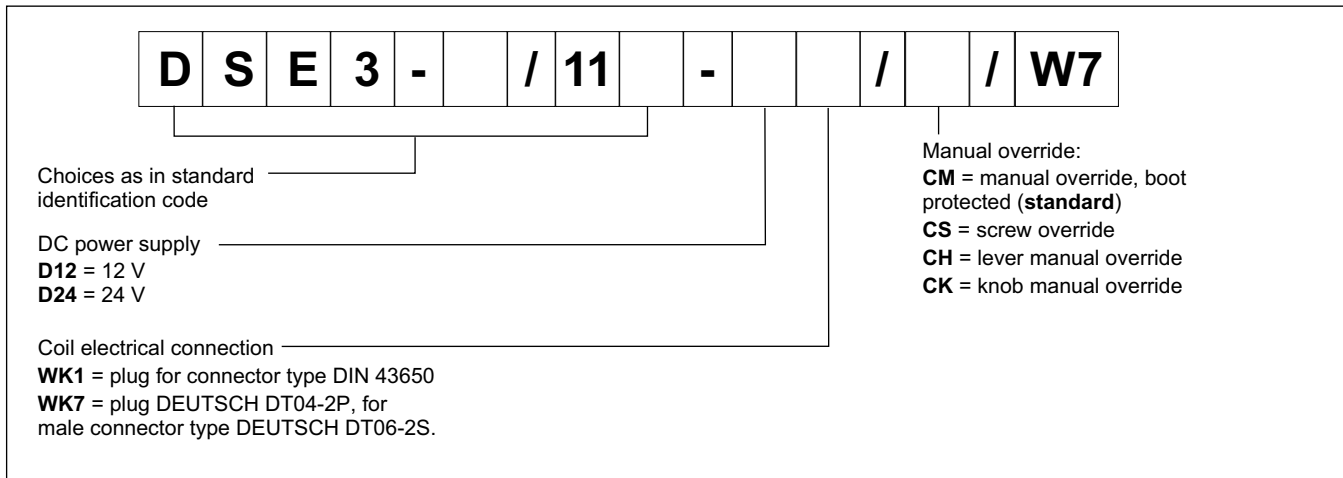 D S E 3 - / 11 - / / W7
Choices as in standard
identification code
DC power supply
D12 = 12 V
D24 = 24 V
Coil electrical connection
WK1 = plug for connector type DIN 43650
WK7 = plug DEUTSCH DT04-2P, for
male connector type DEUTSCH DT06-2S.
Manual override:
CM = manual override, boot
protected (standard)
CS = screw override
CH = lever manual override
CK = knob manual override